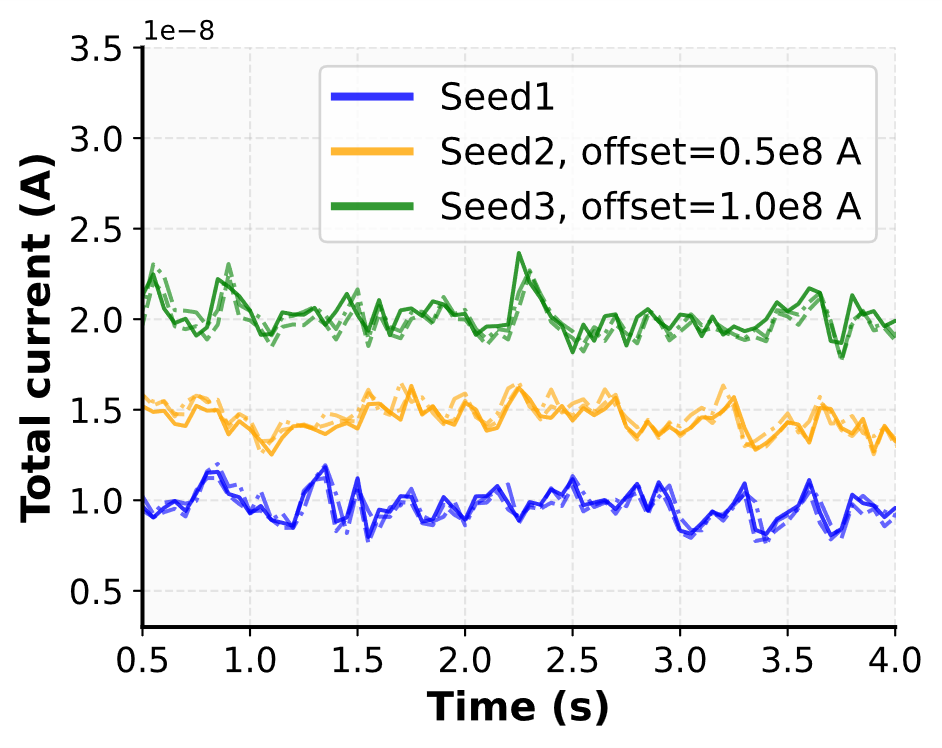 1e−8
Total current (A)
3.5
3.0
2.5
2.0
1.5
1.0
0.5
Seed1
Seed2, offset=0.5e8 A
Seed3, offset=1.0e8 A
0.5 1.0 1.5 2.0 2.5 3.0 3.5 4.0
Time (s)